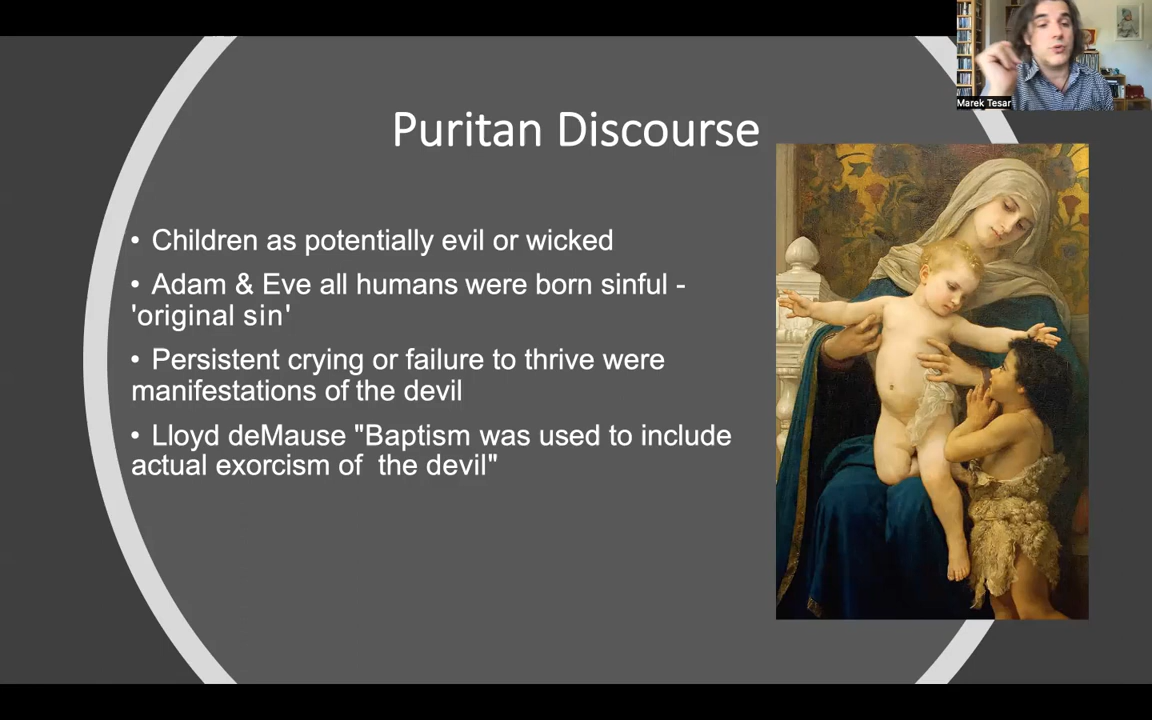 Marek Tesar
Puritan Discourse
• Children as potentially evil or wicked
• Adam & Eve all humans were born sinful -
'original sin'
• Persistent crying or failure to thrive were
manifestations of the devil
• Lloyd deMause "Baptism was used to include
actual exorcism of  the devil"